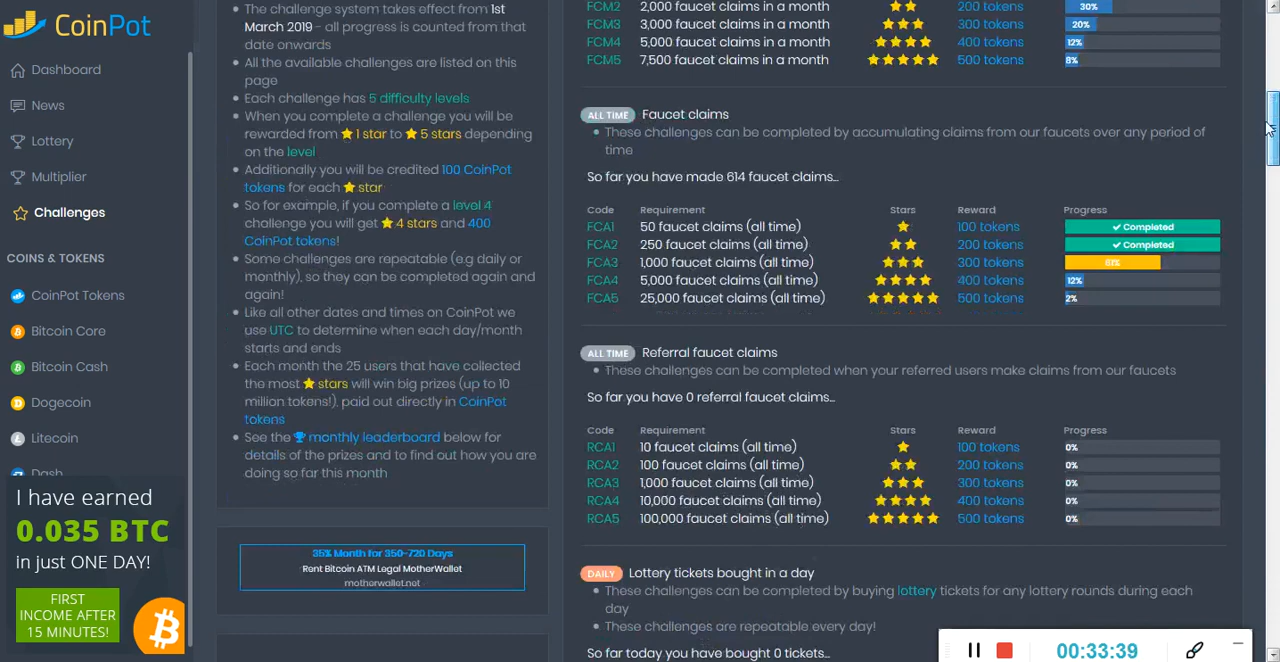 CoinPot
Dashboard
News
Lottery
Multiplier
Challenges
COINS & TOKENS
CoinPot Tokens
Bitcoin Core
Bitcoin Cash
Dogecoin
Litecoin
Dash
I have earned
0.035 BTC
in just ONE DAY!
FIRST
INCOME AFTER
15 MINUTES!
The challenge system takes effect from 1st
March 2019 - all progress is counted from that
date onwards
All the available challenges are listed on this
page
Each challenge has 5 difficulty levels
When you complete a challenge you will be
rewarded from 1 star to 5 stars depending
on the level
Additionally you will be credited 100 CoinPot
tokens for each star
So for example, if you complete a level 4
challenge you will get 4 stars and 400
CoinPot tokens!
Some challenges are repeatable (e.g daily or
monthly), so they can be completed again and
again!
Like all other dates and times on CoinPot we
use UTC to determine when each day/month
starts and ends
Each month the 25 users that have collected
the most stars will win big prizes (up to 10
million tokens!), paid out directly in CoinPot
tokens
See the monthly leaderboard below for
details of the prizes and to find out how you are
doing so far this month
35% Month for 350-720 Days
Rent Bitcoin ATM Legal MotherWallet
motherwallet.net
FCM2 2,000 faucet claims in a month 200 tokens 30%
FCM3 3,000 faucet claims in a month 300 tokens 20%
FCM4 5,000 faucet claims in a month 400 tokens 12%
FCM5 7,500 faucet claims in a month 500 tokens 8%
ALL TIME Faucet claims
These challenges can be completed by accumulating claims from our faucets over any period of
time
So far you have made 614 faucet claims...
Code Requirement Stars Reward Progress
FCA1 50 faucet claims (all time) 100 tokens Completed
FCA2 250 faucet claims (all time) 200 tokens Completed
FCA3 1,000 faucet claims (all time) 300 tokens 61%
FCA4 5,000 faucet claims (all time) 400 tokens 12%
FCA5 25,000 faucet claims (all time) 500 tokens 2%
ALL TIME Referral faucet claims
These challenges can be completed when your referred users make claims from our faucets
So far you have 0 referral faucet claims...
Code Requirement Stars Reward Progress
RCA1 10 faucet claims (all time) 100 tokens 0%
RCA2 100 faucet claims (all time) 200 tokens 0%
RCA3 1,000 faucet claims (all time) 300 tokens 0%
RCA4 10,000 faucet claims (all time) 400 tokens 0%
RCA5 100,000 faucet claims (all time) 500 tokens 0%
DAILY Lottery tickets bought in a day
These challenges can be completed by buying lottery tickets for any lottery rounds during each
day
These challenges are repeatable every day!
So far today you have bought 0 tickets...
00:33:39